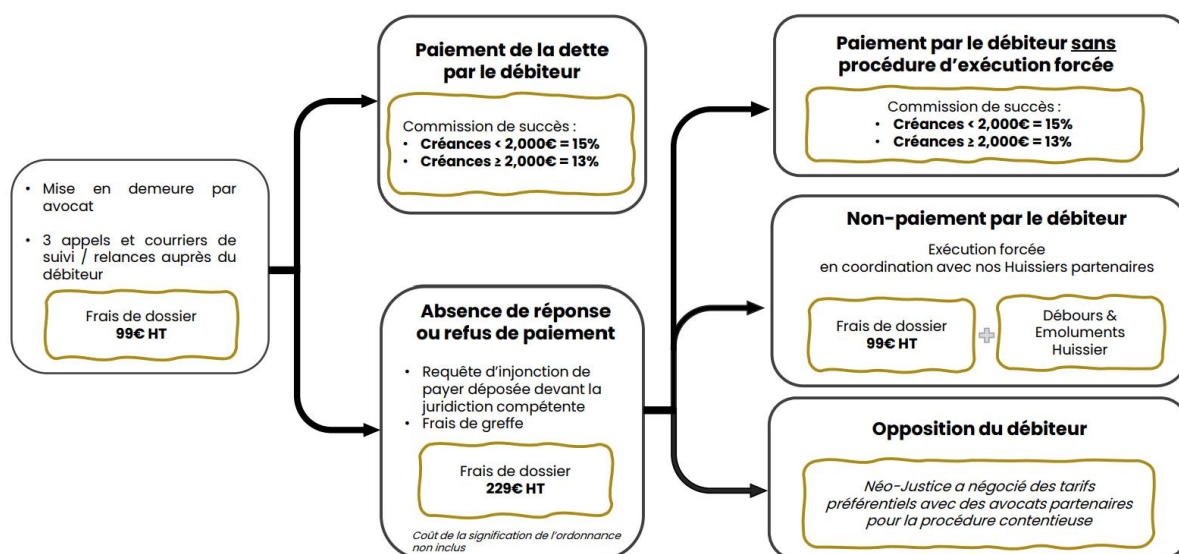 • Mise en demeure par
avocat
• 3 appels et courriers de
suivi / relances auprès du
débiteur
Frais de dossier
99€ HT
Paiement de la dette
par le débiteur
Commission de succès :
• Créances < 2,000€ = 15%
• Créances ≥ 2,000€ = 13%
Absence de réponse
ou refus de paiement
• Requête d’injonction de
payer déposée devant la
juridiction compétente
• Frais de greffe
Frais de dossier
229€ HT
Coût de la signification de l’ordonnance
non inclus
Paiement par le débiteur sans
procédure d’exécution forcée
Commission de succès :
• Créances < 2,000€ = 15%
• Créances ≥ 2,000€ = 13%
Non-paiement par le débiteur
Exécution forcée
en coordination avec nos Huissiers partenaires
Frais de dossier
99€ HT
+
Débours &
Emoluments
Huissier
Opposition du débiteur
Néo-Justice a négocié des tarifs
préférentiels avec des avocats partenaires
pour la procédure contentieuse